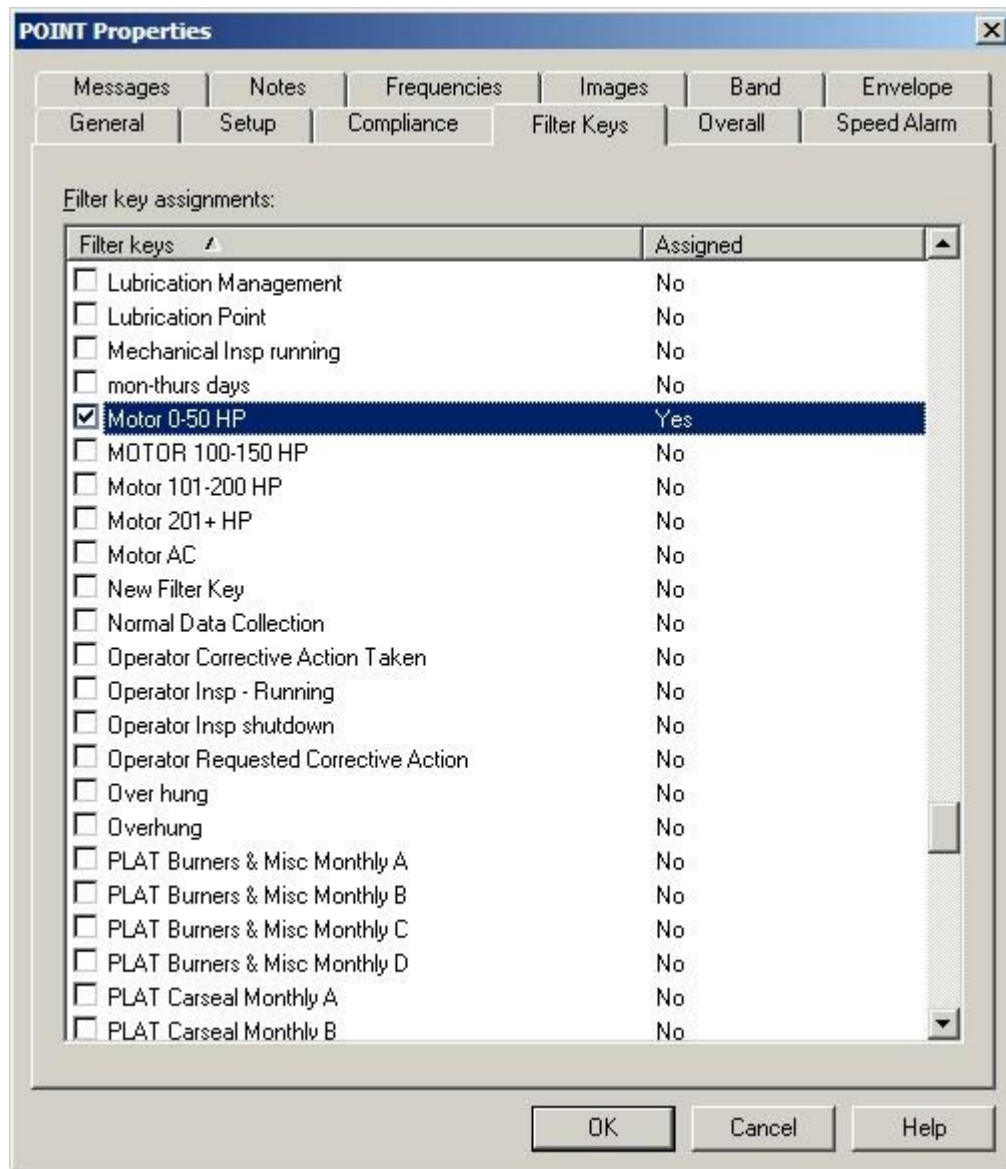 POINT Properties
Messages Notes Frequencies Images Band Envelope
General Setup Compliance Filter Keys Overall Speed Alarm
Filter key assignments:
Filter keys Assigned
Lubrication Management No
Lubrication Point No
Mechanical Insp running No
mon-thurs days No
Motor 0-50 HP Yes
MOTOR 100-150 HP No
Motor 101-200 HP No
Motor 201+ HP No
Motor AC No
New Filter Key No
Normal Data Collection No
Operator Corrective Action Taken No
Operator Insp - Running No
Operator Insp shutdown No
Operator Requested Corrective Action No
Over hung No
Overhung No
PLAT Burners & Misc Monthly A No
PLAT Burners & Misc Monthly B No
PLAT Burners & Misc Monthly C No
PLAT Burners & Misc Monthly D No
PLAT Carseal Monthly A No
PLAT Carseal Monthly B No
OK Cancel Help